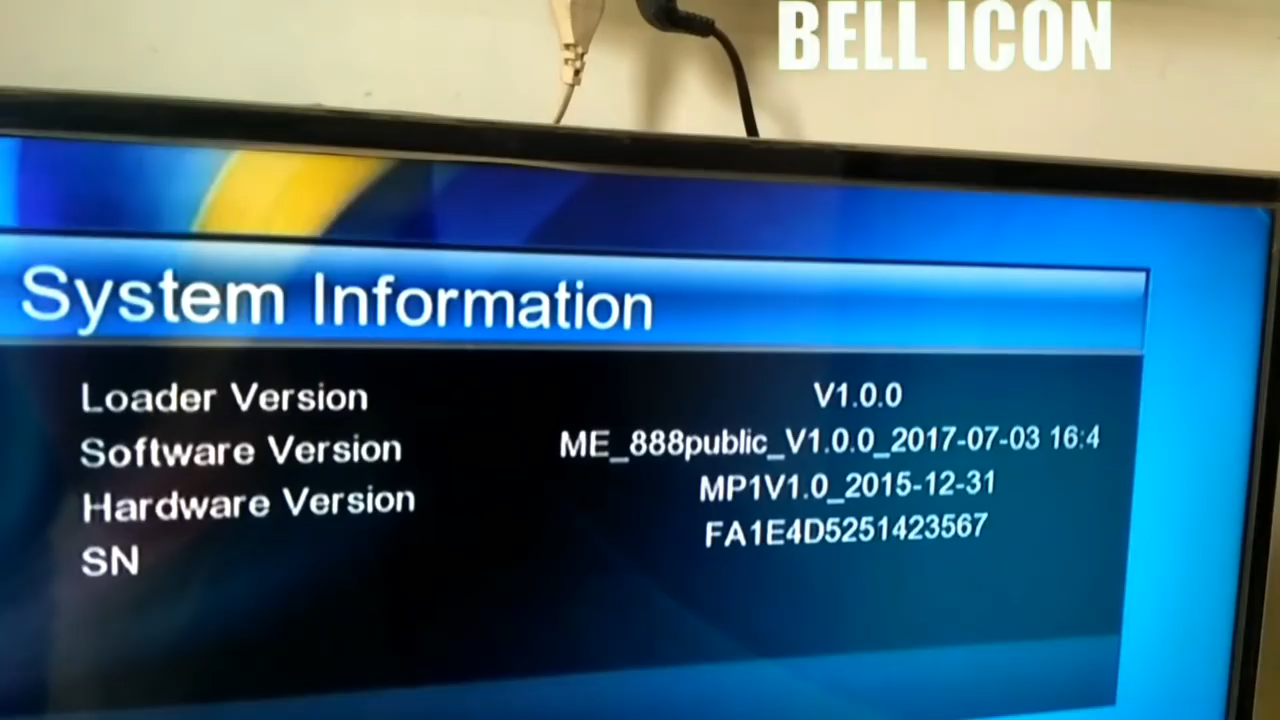 BELL ICON
System Information
Loader Version V1.0.0
Software Version ME_888public_V1.0.0_2017-07-03 16:4
Hardware Version MP1V1.0_2015-12-31
SN FA1E4D5251423567